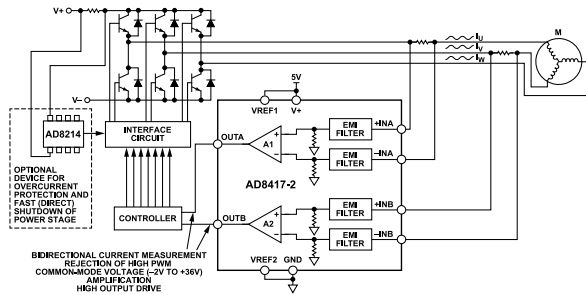 V+
IU
IV
IW
M
V–
5V
VREF1
V+
AD8214
INTERFACE
CIRCUIT
OUTA
A1
EMI
FILTER
+INA
EMI
FILTER
–INA
OPTIONAL
DEVICE FOR
OVERCURRENT
PROTECTION AND
FAST (DIRECT)
SHUTDOWN OF
POWER STAGE
AD8417-2
CONTROLLER
OUTB
A2
EMI
FILTER
+INB
EMI
FILTER
–INB
BIDIRECTIONAL CURRENT MEASUREMENT
REJECTION OF HIGH PWM
COMMON-MODE VOLTAGE (–2V TO +36V)
AMPLIFICATION
HIGH OUTPUT DRIVE
VREF2
GND